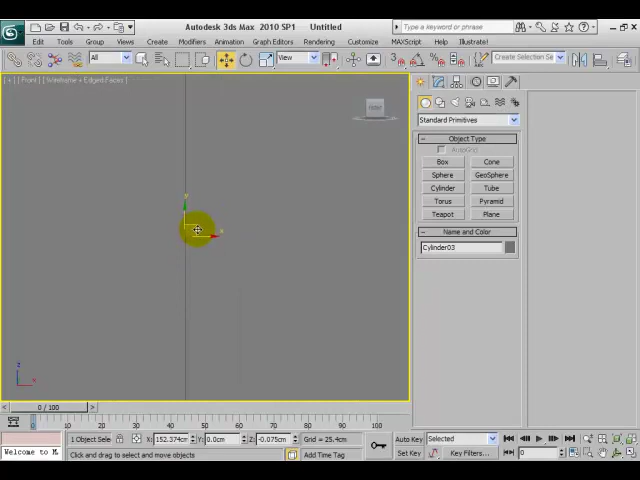 Autodesk 3ds Max 2010 SP1 Untitled
Type a keyword or phrase
Edit Tools Group Views Create Modifiers Animation Graph Editors Rendering Customize MAXScript Help Illustrate!
All View Create Selection Se
[ + ] [ Front ] [ Wireframe + Edged Faces ]
FRONT
Standard Primitives
Object Type
AutoGrid
Box Cone
Sphere GeoSphere
Cylinder Tube
Torus Pyramid
Teapot Plane
Name and Color
Cylinder03
y
x
z
0 / 100
0 10 20 30 40 50 60 70 80 90 100
1 Object Sele X: 152.374cm Y: 0.0cm Z: -0.075cm Grid = 25.4cm Auto Key Selected
Welcome to M. Click and drag to select and move objects Add Time Tag Set Key Key Filters... 0